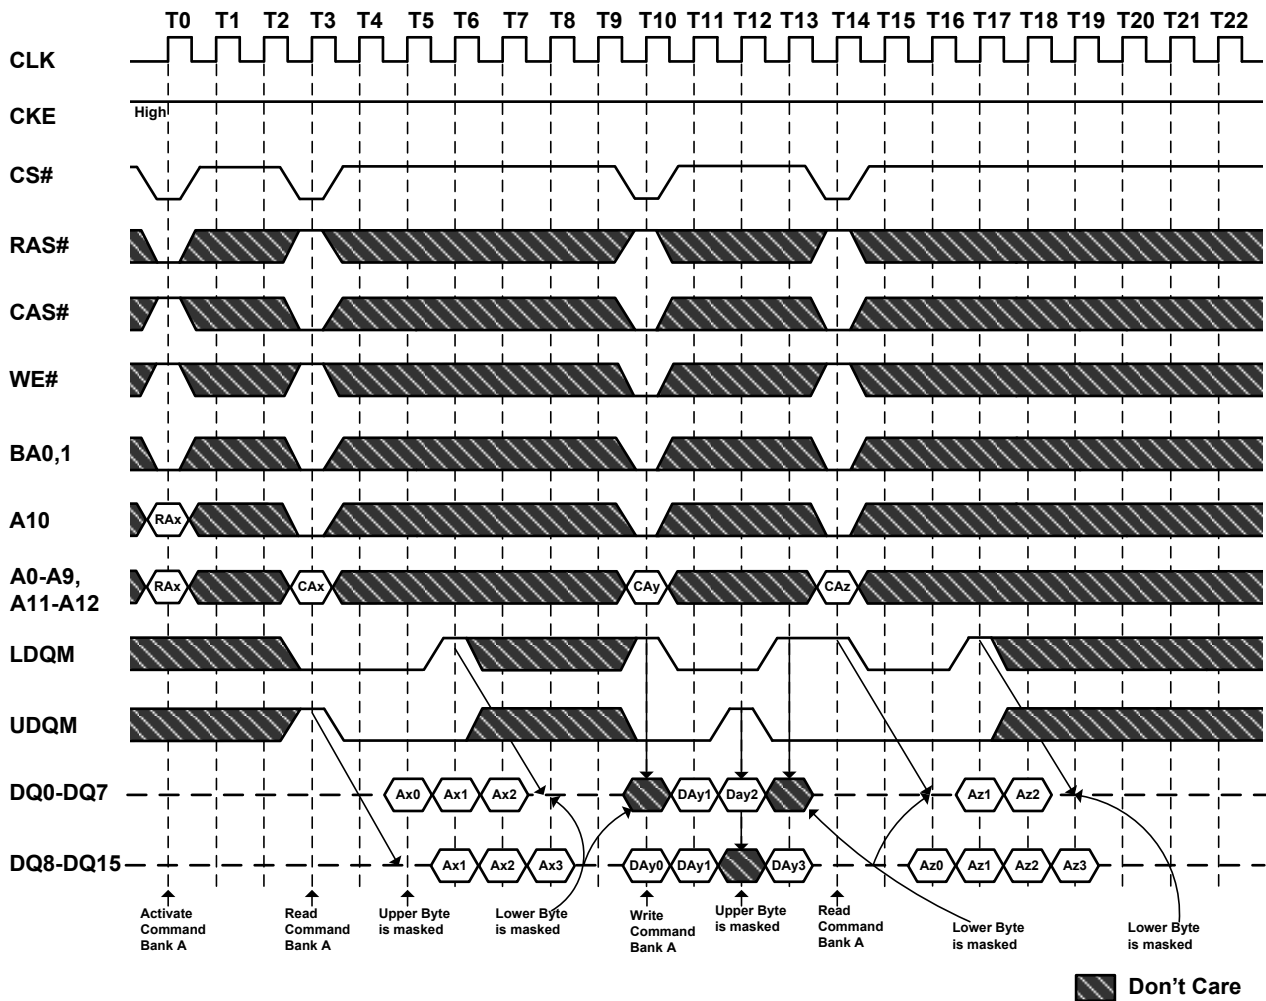 T0 T1 T2 T3 T4 T5 T6 T7 T8 T9 T10 T11 T12 T13 T14 T15 T16 T17 T18 T19 T20 T21 T22
CLK
CKE
High
CS#
RAS#
CAS#
WE#
BA0,1
A10
RAx
A0-A9,
A11-A12
RAx CAx CAy CAz
LDQM
UDQM
DQ0-DQ7
Ax0 Ax1 Ax2 DAy1 Day2 Az1 Az2
DQ8-DQ15
Ax1 Ax2 Ax3 DAy0 DAy1 DAy3 Az0 Az1 Az2 Az3
Activate
Command
Bank A
Read
Command
Bank A
Upper Byte
is masked
Lower Byte
is masked
Write
Command
Bank A
Upper Byte
is masked
Read
Command
Bank A
Lower Byte
is masked
Lower Byte
is masked
Don't Care